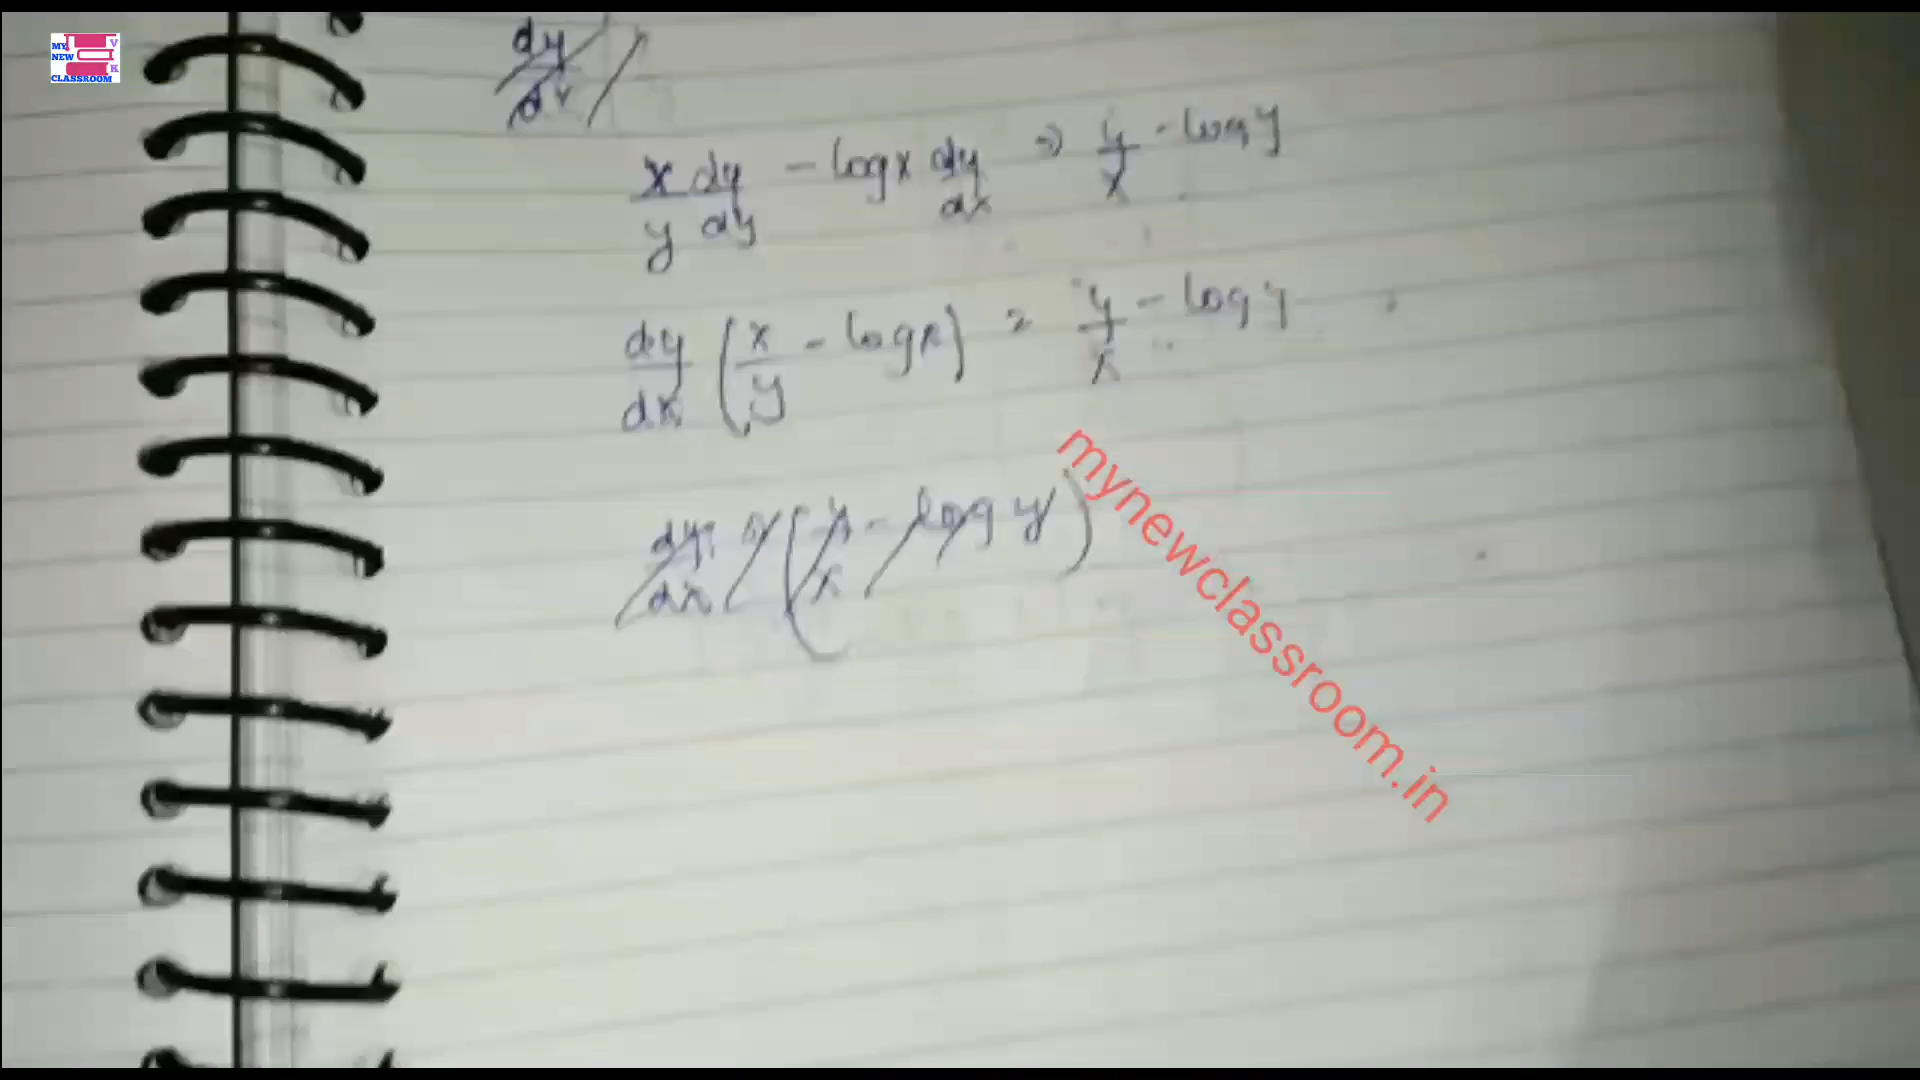 MY NEW CLASSROOM V K
dy/dx
x/y dy/dy - log x dy/dx => y/x - log y
dy/dx (x/y - log x) = y/x - log y
dy/dx (y/x - log y)
mynewclassroom.in